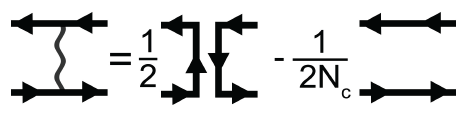 = 1/2 - 1/2N_c